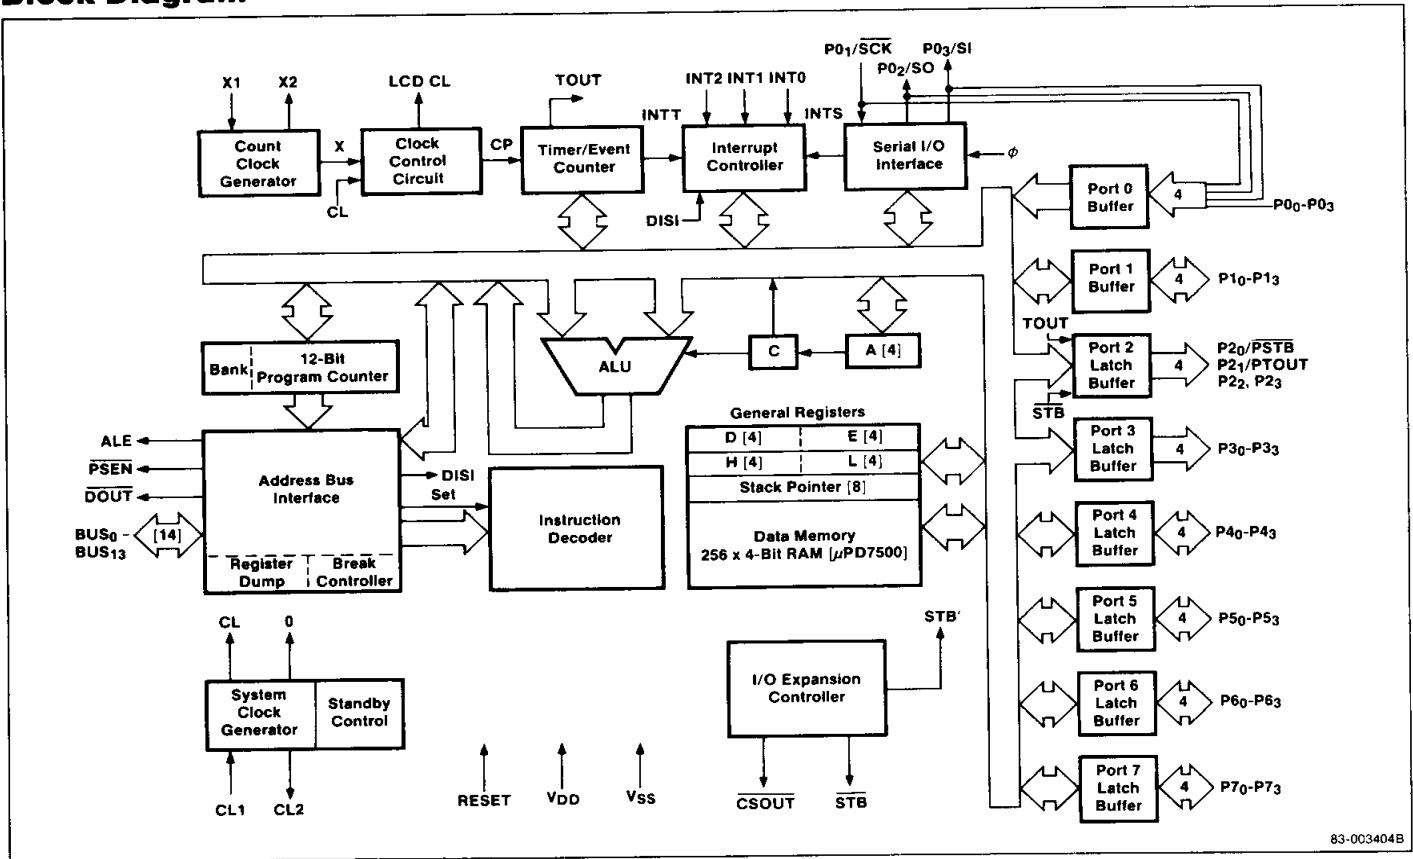 Block Diagram
P0₁/S̅C̅K̅ P0₃/SI
P0₂/SO
X1 X2 LCD CL TOUT INT2 INT1 INT0
INTT INTS
Count
Clock
Generator
X
CL
Clock
Control
Circuit
CP
Timer/Event
Counter
Interrupt
Controller
DISI
Serial I/O
Interface
ϕ
Port 0
Buffer
4
P0₀-P0₃
Port 1
Buffer
4
P1₀-P1₃
TOUT
Port 2
Latch
Buffer
S̅T̅B̅
4
P2₀/P̅S̅T̅B̅
P2₁/PTOUT
P2₂, P2₃
Bank
12-Bit
Program Counter
ALU
C
A [4]
General Registers
D [4] E [4]
H [4] L [4]
Stack Pointer [8]
Data Memory
256 x 4-Bit RAM [μPD7500]
Port 3
Latch
Buffer
4
P3₀-P3₃
ALE
P̅S̅E̅N̅
D̅O̅U̅T̅
BUS₀ -
BUS₁₃
[14]
Address Bus
Interface
Register
Dump
Break
Controller
DISI
Set
Instruction
Decoder
Port 4
Latch
Buffer
4
P4₀-P4₃
Port 5
Latch
Buffer
4
P5₀-P5₃
CL 0
System
Clock
Generator
Standby
Control
CL1 CL2
RESET
VDD
VSS
STB'
I/O Expansion
Controller
C̅S̅O̅U̅T̅ S̅T̅B̅
Port 6
Latch
Buffer
4
P6₀-P6₃
Port 7
Latch
Buffer
4
P7₀-P7₃
83-003404B